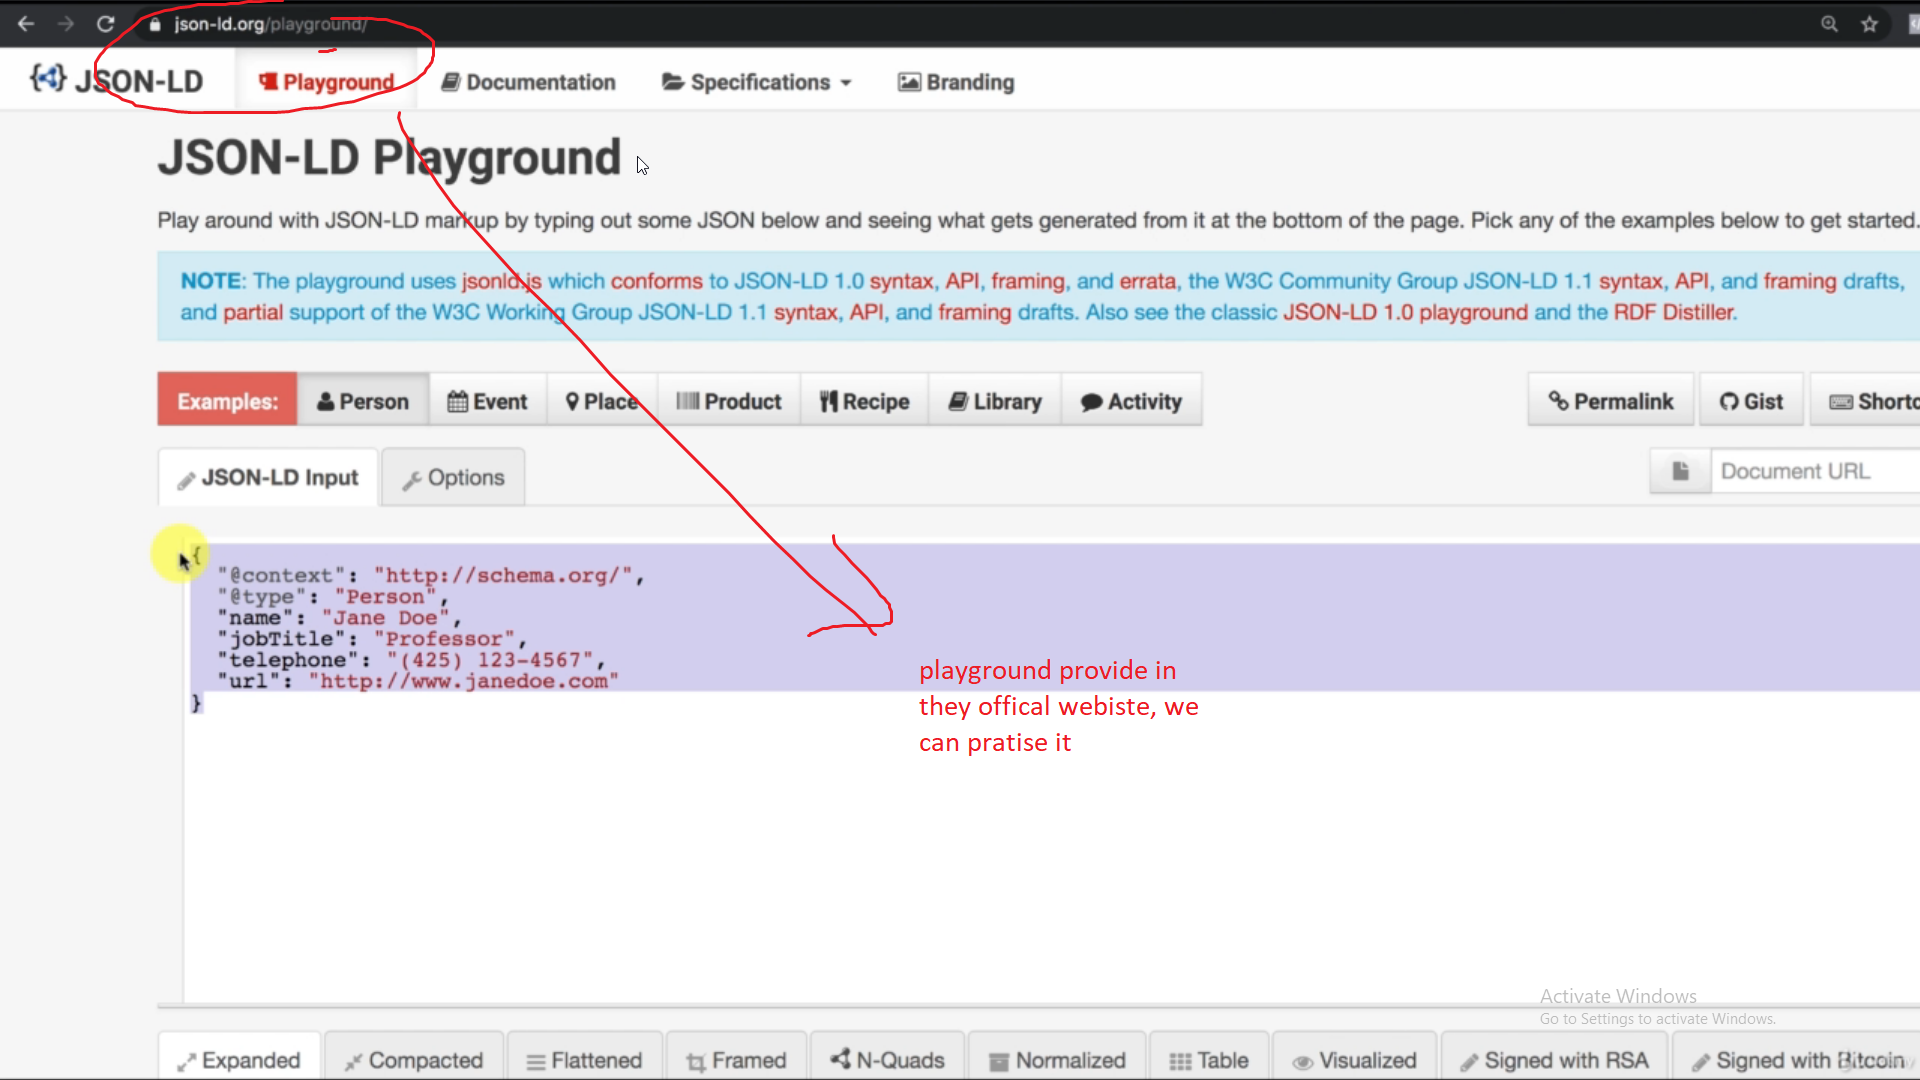 json-ld.org/playground/
JSON-LD Playground Documentation Specifications Branding
JSON-LD Playground
Play around with JSON-LD markup by typing out some JSON below and seeing what gets generated from it at the bottom of the page. Pick any of the examples below to get started.
NOTE: The playground uses jsonld.js which conforms to JSON-LD 1.0 syntax, API, framing, and errata, the W3C Community Group JSON-LD 1.1 syntax, API, and framing drafts,
and partial support of the W3C Working Group JSON-LD 1.1 syntax, API, and framing drafts. Also see the classic JSON-LD 1.0 playground and the RDF Distiller.
Examples: Person Event Place Product Recipe Library Activity Permalink Gist Shortc
JSON-LD Input Options Document URL
{
"@context": "http://schema.org/",
"@type": "Person",
"name": "Jane Doe",
"jobTitle": "Professor",
"telephone": "(425) 123-4567",
"url": "http://www.janedoe.com"
}
playground provide in
they offical webiste, we
can pratise it
Activate Windows
Go to Settings to activate Windows.
Expanded Compacted Flattened Framed N-Quads Normalized Table Visualized Signed with RSA Signed with Bitcoin